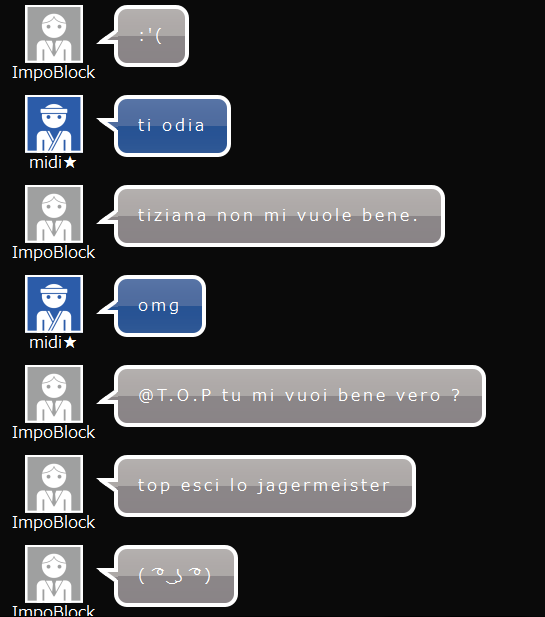 :'(
ImpoBlock
ti odia
midi★
tiziana non mi vuole bene.
ImpoBlock
omg
midi★
@T.O.P tu mi vuoi bene vero ?
ImpoBlock
top esci lo jagermeister
ImpoBlock
( ͡° ͜ʖ ͡°)
ImpoBlock